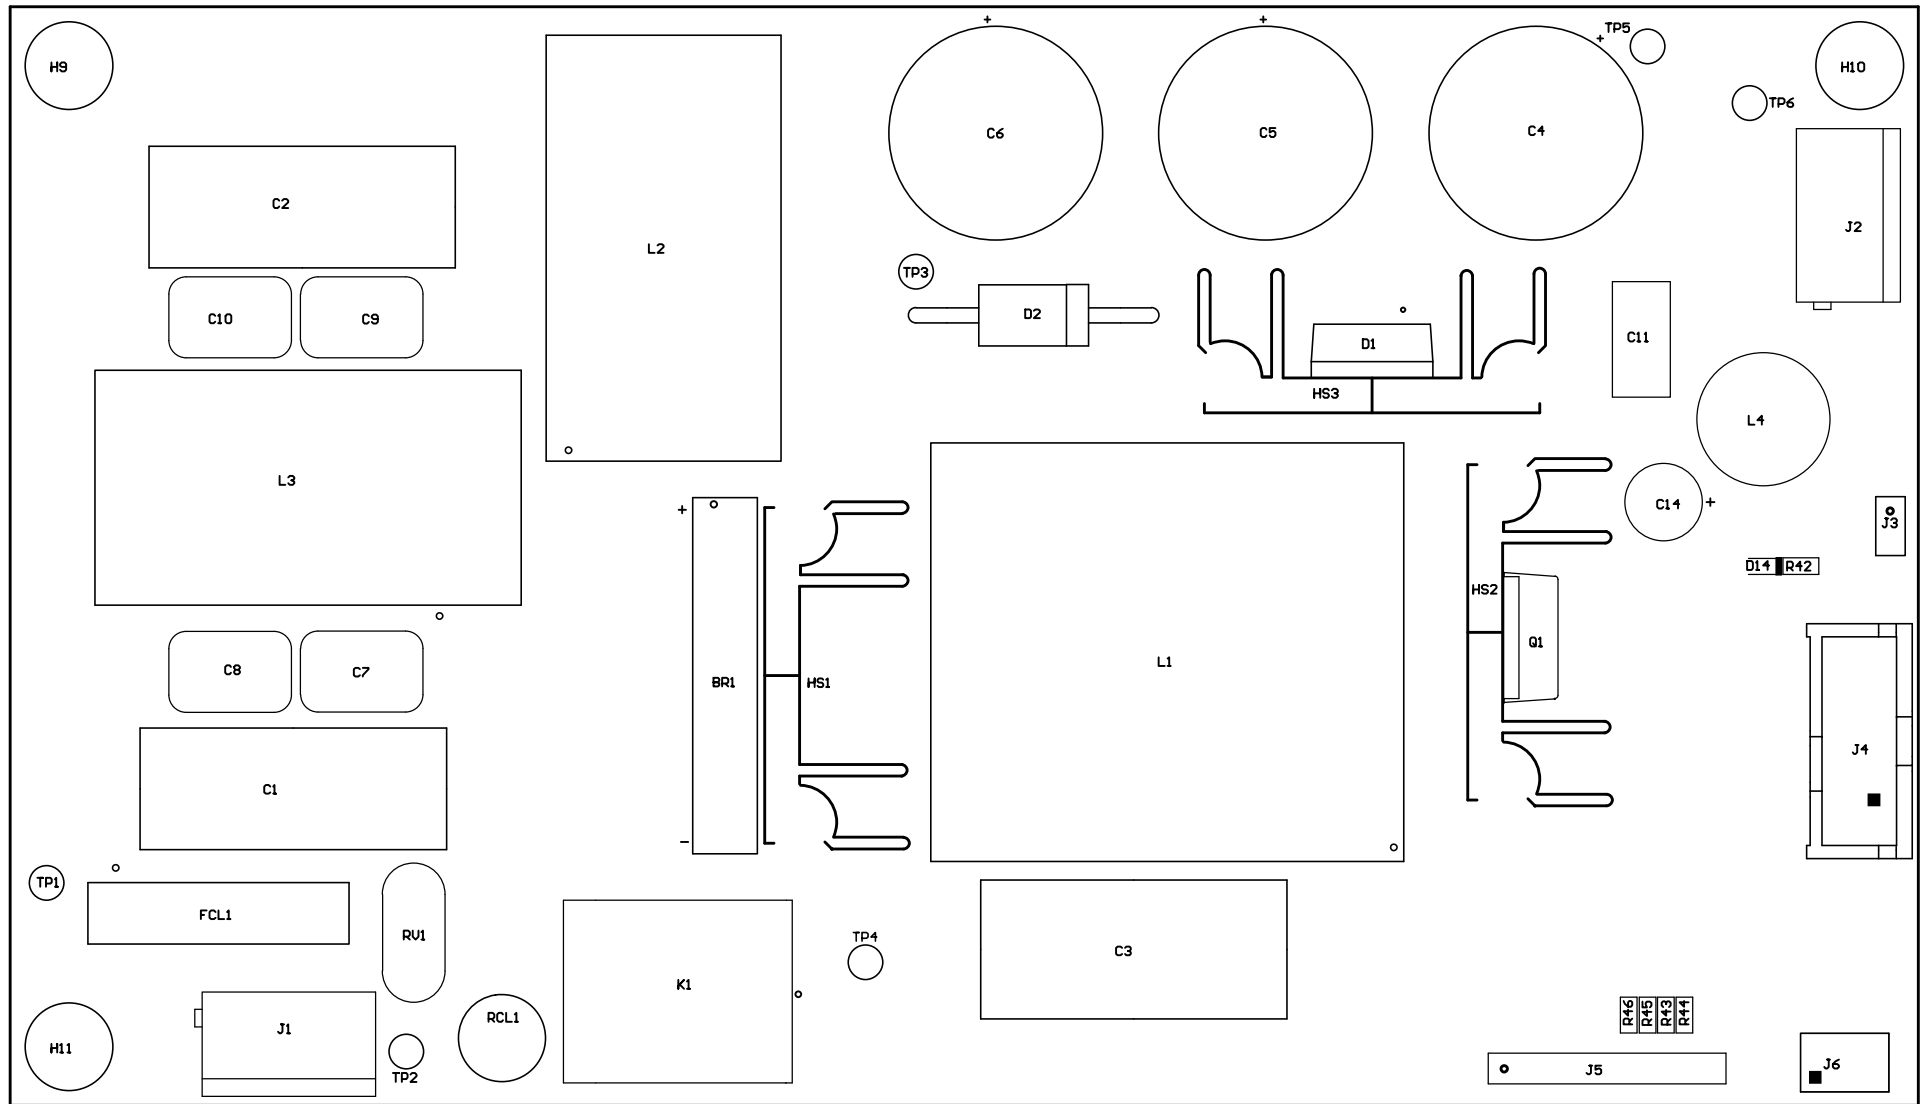 +
+
TP5
+
H9
H10
TP6
C6
C5
C4
C2
J2
L2
TP3
D2
C10
C9
C11
D1
HS3
L4
L3
+
C14
+
J3
D14
R42
HS2
Q1
C8
C7
BR1
HS1
L1
J4
C1
-
TP1
FCL1
RV1
TP4
C3
K1
R46
R45
R43
R44
RCL1
J1
H11
TP2
J5
J6